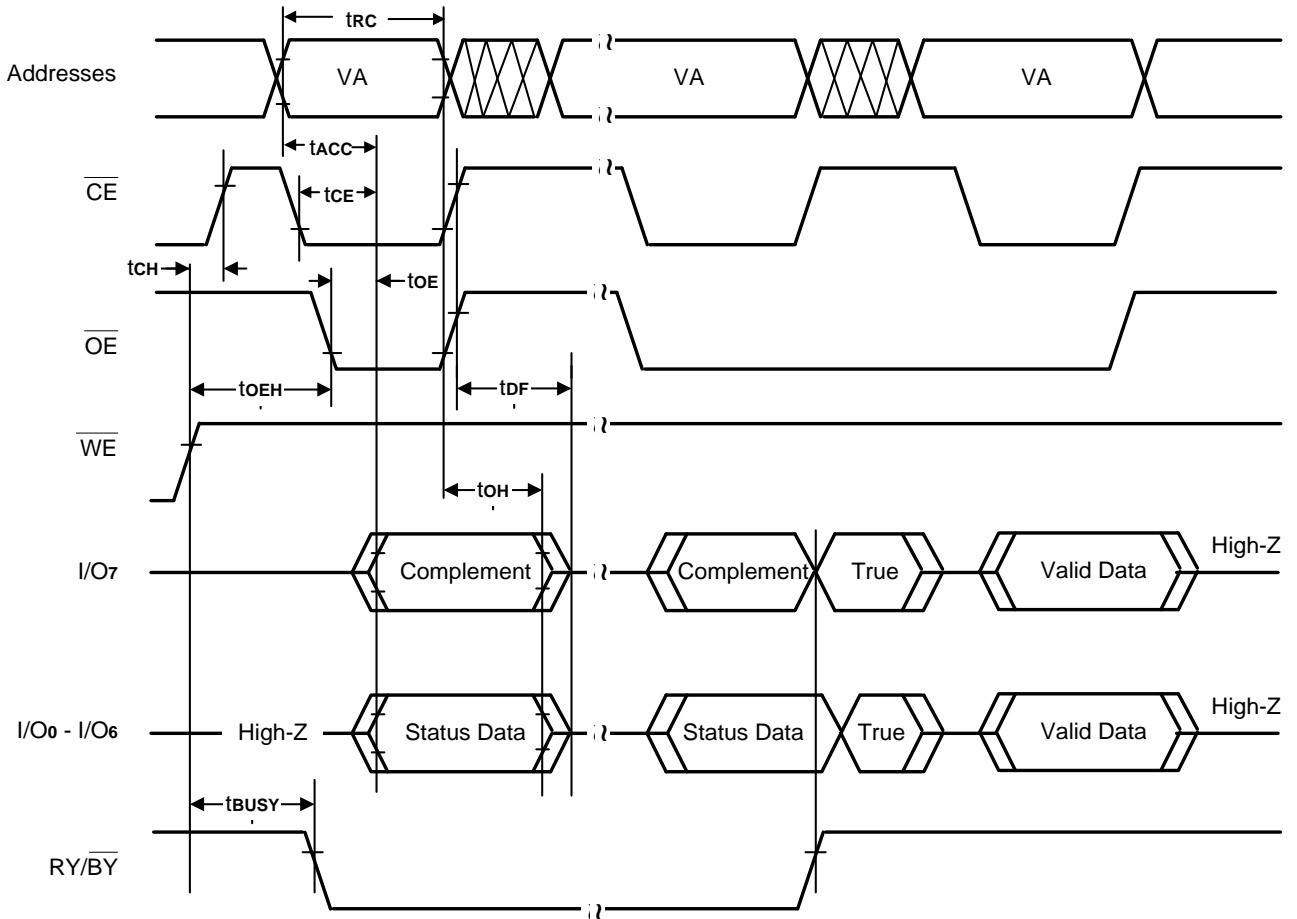 tRC
Addresses VA VA VA
tACC
CE tCE
tCH tOE
OE
tOEH tDF
WE
tOH
I/O7 Complement Complement True Valid Data High-Z
I/O0 - I/O6 High-Z Status Data Status Data True Valid Data High-Z
tBUSY
RY/BY